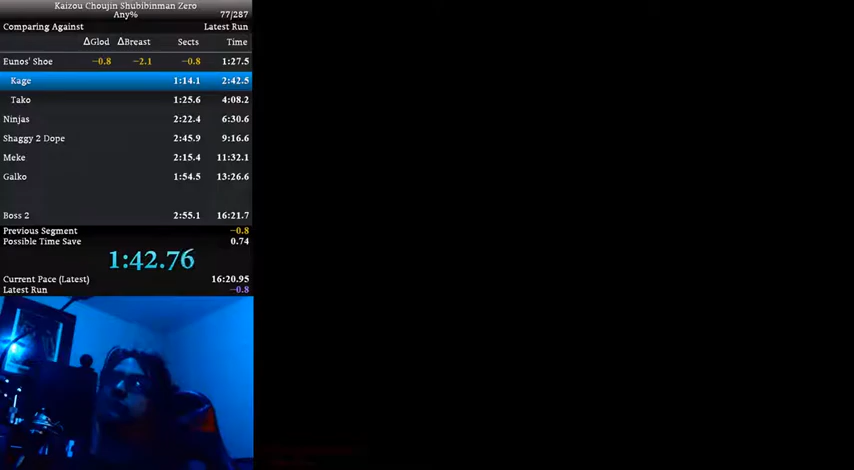 Kaizou Choujin Shubibinman Zero
Any% 77/287
Comparing Against Latest Run
ΔGlod ΔBreast Sects Time
Eunos' Shoe −0.8 −2.1 −0.8 1:27.5
Kage 1:14.1 2:42.5
Tako 1:25.6 4:08.2
Ninjas 2:22.4 6:30.6
Shaggy 2 Dope 2:45.9 9:16.6
Meke 2:15.4 11:32.1
Galko 1:54.5 13:26.6
Boss 2 2:55.1 16:21.7
Previous Segment −0.8
Possible Time Save 0.74
1:42.76
Current Pace (Latest) 16:20.95
Latest Run −0.8